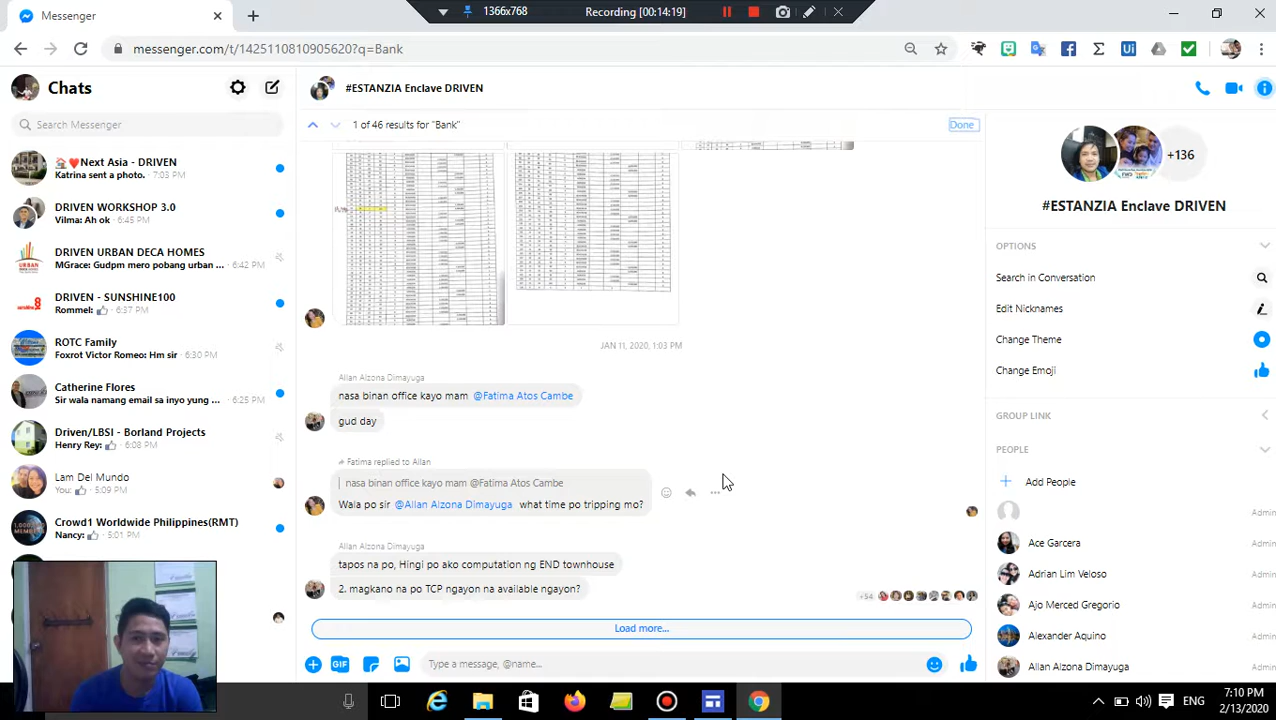 Messenger
1366x768
Recording [00:14:19]
messenger.com/t/1425110810905620?q=Bank
Chats
Search Messenger
Next Asia - DRIVEN
Katrina sent a photo. · 7:03 PM
DRIVEN WORKSHOP 3.0
Vilma: Ah ok · 6:45 PM
DRIVEN URBAN DECA HOMES
MGrace: Gudpm mern pobang urban ... · 6:42 PM
DRIVEN - SUNSHINE100
Rommel: · 6:37 PM
ROTC Family
Foxrot Victor Romeo: Hm sir · 6:30 PM
Catherine Flores
Sir wala namang email sa inyo yung ... · 6:25 PM
Driven/LBSI - Borland Projects
Henry Rey: · 6:08 PM
Lam Del Mundo
You: · 5:09 PM
Crowd1 Worldwide Philippines(RMT)
Nancy: · 5:01 PM
#ESTANZIA Enclave DRIVEN
1 of 46 results for "Bank"
Done
JAN 11, 2020, 1:03 PM
Allan Alzona Dimayuga
nasa binan office kayo mam @Fatima Atos Cambe
gud day
Fatima replied to Allan
nasa binan office kayo mam @Fatima Atos Cambe
Wala po sir @Allan Alzona Dimayuga what time po tripping mo?
Allan Alzona Dimayuga
tapos na po, Hingi po ako computation ng END townhouse
2. magkano na po TCP ngayon na available ngayon?
+54
Load more...
GIF
Type a message, @name...
+136
#ESTANZIA Enclave DRIVEN
OPTIONS
Search in Conversation
Edit Nicknames
Change Theme
Change Emoji
GROUP LINK
PEOPLE
Add People
Admin
Ace Garcera
Admin
Adrian Lim Veloso
Admin
Ajo Merced Gregorio
Admin
Alexander Aquino
Admin
Allan Alzona Dimayuga
Admin
ENG
7:10 PM
2/13/2020